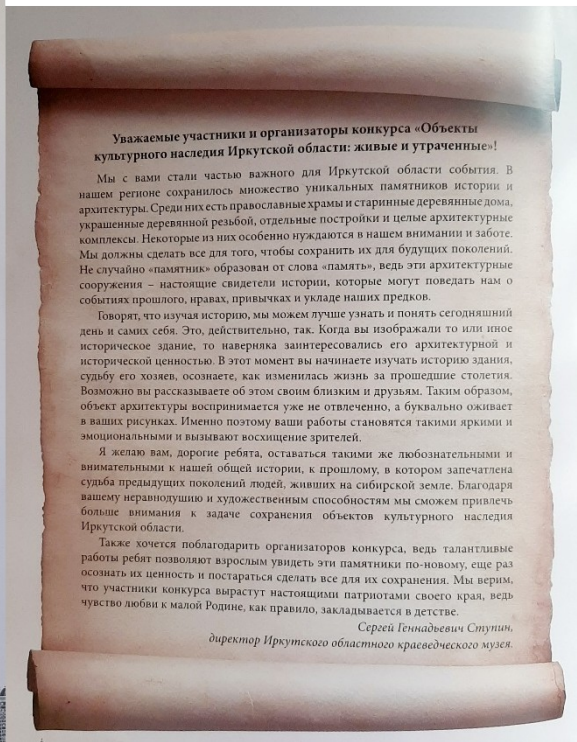 Уважаемые участники и организаторы конкурса «Объекты
культурного наследия Иркутской области: живые и утраченные»!
Мы с вами стали частью важного для Иркутской области события. В
нашем регионе сохранилось множество уникальных памятников истории и
архитектуры. Среди них есть православные храмы и старинные деревянные дома,
украшенные деревянной резьбой, отдельные постройки и целые архитектурные
комплексы. Некоторые из них особенно нуждаются в нашем внимании и заботе.
Мы должны сделать все для того, чтобы сохранить их для будущих поколений.
Не случайно «памятник» образован от слова «память», ведь эти архитектурные
сооружения – настоящие свидетели истории, которые могут поведать нам о
событиях прошлого, нравах, привычках и укладе наших предков.
Говорят, что изучая историю, мы можем лучше узнать и понять сегодняшний
день и самих себя. Это, действительно, так. Когда вы изображали то или иное
историческое здание, то наверняка заинтересовались его архитектурной и
исторической ценностью. В этот момент вы начинаете изучать историю здания,
судьбу его хозяев, осознаете, как изменилась жизнь за прошедшие столетия.
Возможно вы рассказываете об этом своим близким и друзьям. Таким образом,
объект архитектуры воспринимается уже не отвлеченно, а буквально оживает
в ваших рисунках. Именно поэтому ваши работы становятся такими яркими и
эмоциональными и вызывают восхищение зрителей.
Я желаю вам, дорогие ребята, оставаться такими же любознательными и
внимательными к нашей общей истории, к прошлому, в котором запечатлена
судьба предыдущих поколений людей, живших на сибирской земле. Благодаря
вашему неравнодушию и художественным способностям мы сможем привлечь
больше внимания к задаче сохранения объектов культурного наследия
Иркутской области.
Также хочется поблагодарить организаторов конкурса, ведь талантливые
работы ребят позволяют взрослым увидеть эти памятники по-новому, еще раз
осознать их ценность и постараться сделать все для их сохранения. Мы верим,
что участники конкурса вырастут настоящими патриотами своего края, ведь
чувство любви к малой Родине, как правило, закладывается в детстве.
Сергей Геннадьевич Ступин,
директор Иркутского областного краеведческого музея.